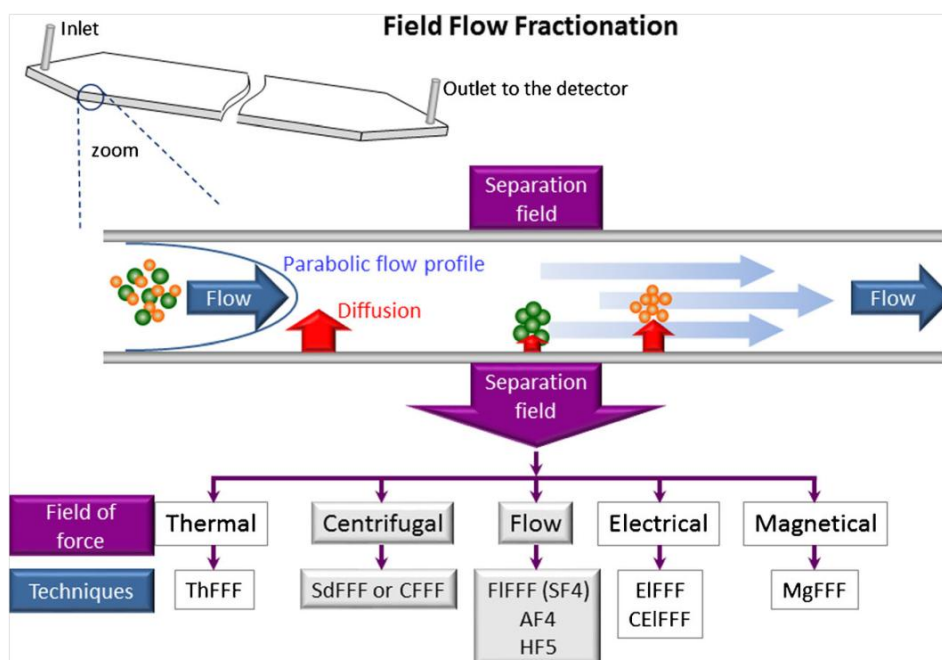 Field Flow Fractionation
Inlet
Outlet to the detector
zoom
Separation
field
Parabolic flow profile
Flow
Diffusion
Flow
Separation
field
Field of
force
Thermal
Centrifugal
Flow
Electrical
Magnetical
Techniques
ThFFF
SdFFF or CFFF
FlFFF (SF4)
AF4
HF5
ElFFF
CElFFF
MgFFF